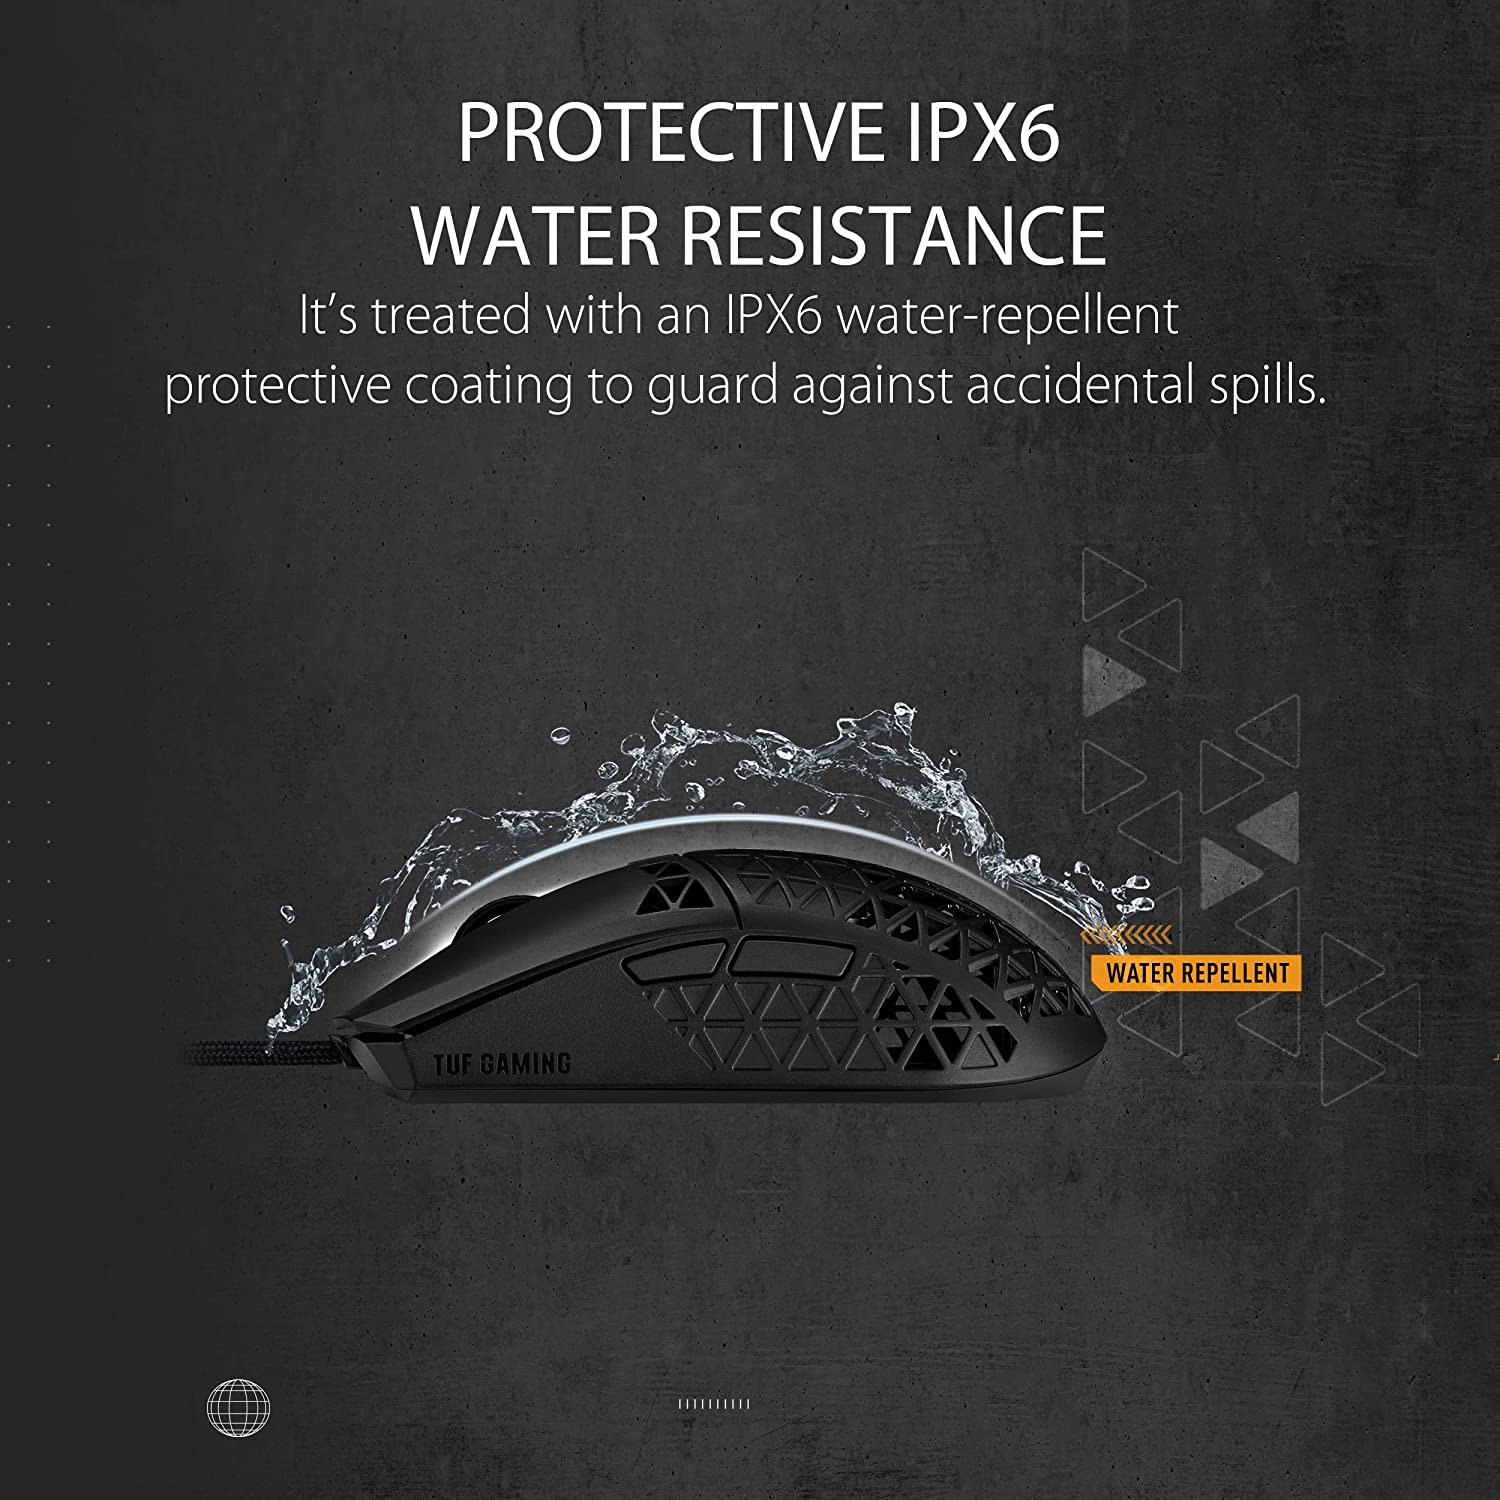 PROTECTIVE IPX6
WATER RESISTANCE
It’s treated with an IPX6 water-repellent
protective coating to guard against accidental spills.
WATER REPELLENT
TUF GAMING